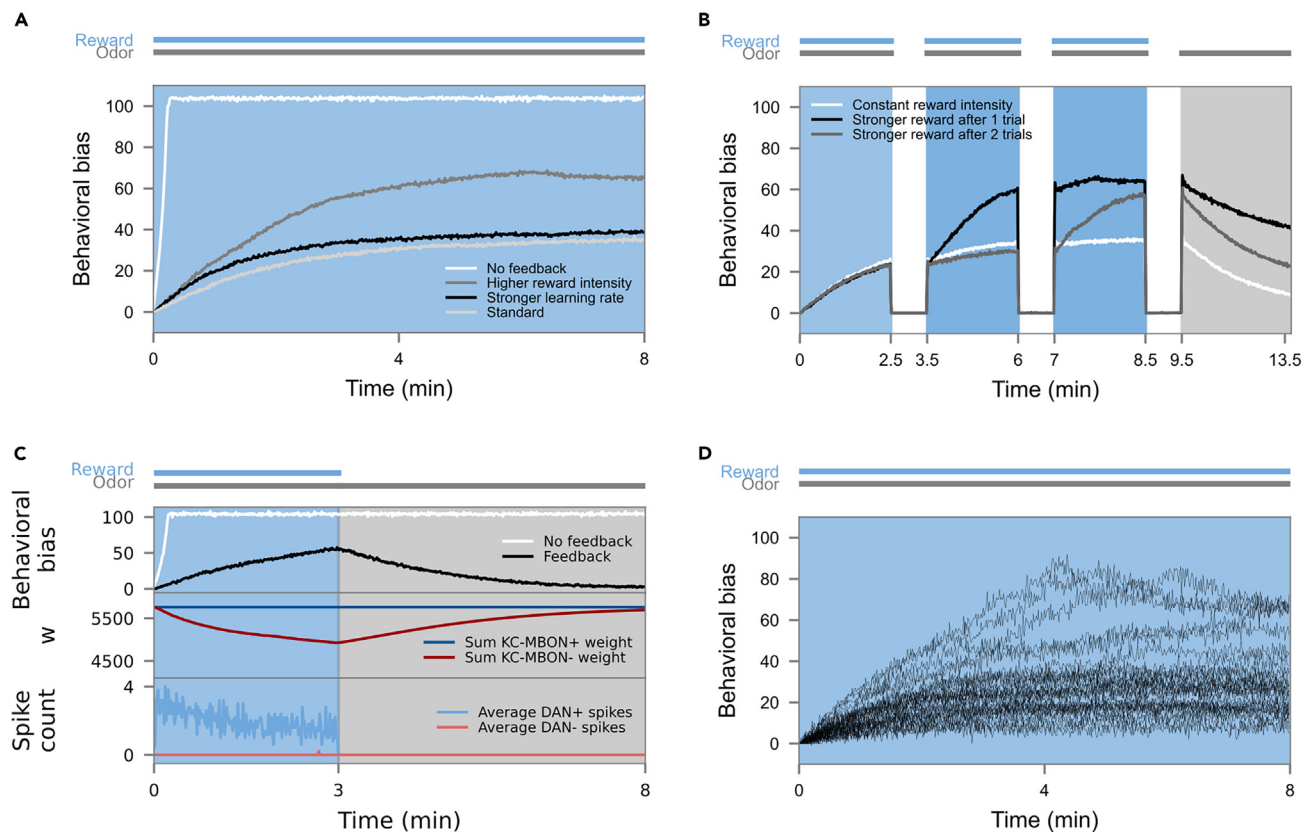 A
Reward
Odor
Behavioral bias
100
80
60
40
20
0
No feedback
Higher reward intensity
Stronger learning rate
Standard
0 4 8
Time (min)
B
Reward
Odor
Behavioral bias
100
80
60
40
20
0
Constant reward intensity
Stronger reward after 1 trial
Stronger reward after 2 trials
0 2.5 3.5 6 7 8.5 9.5 13.5
Time (min)
C
Reward
Odor
Behavioral
bias
100
50
0
No feedback
Feedback
w
5500
4500
Sum KC-MBON+ weight
Sum KC-MBON- weight
Spike
count
4
0
Average DAN+ spikes
Average DAN- spikes
0 3 8
Time (min)
D
Reward
Odor
Behavioral bias
100
80
60
40
20
0
0 4 8
Time (min)